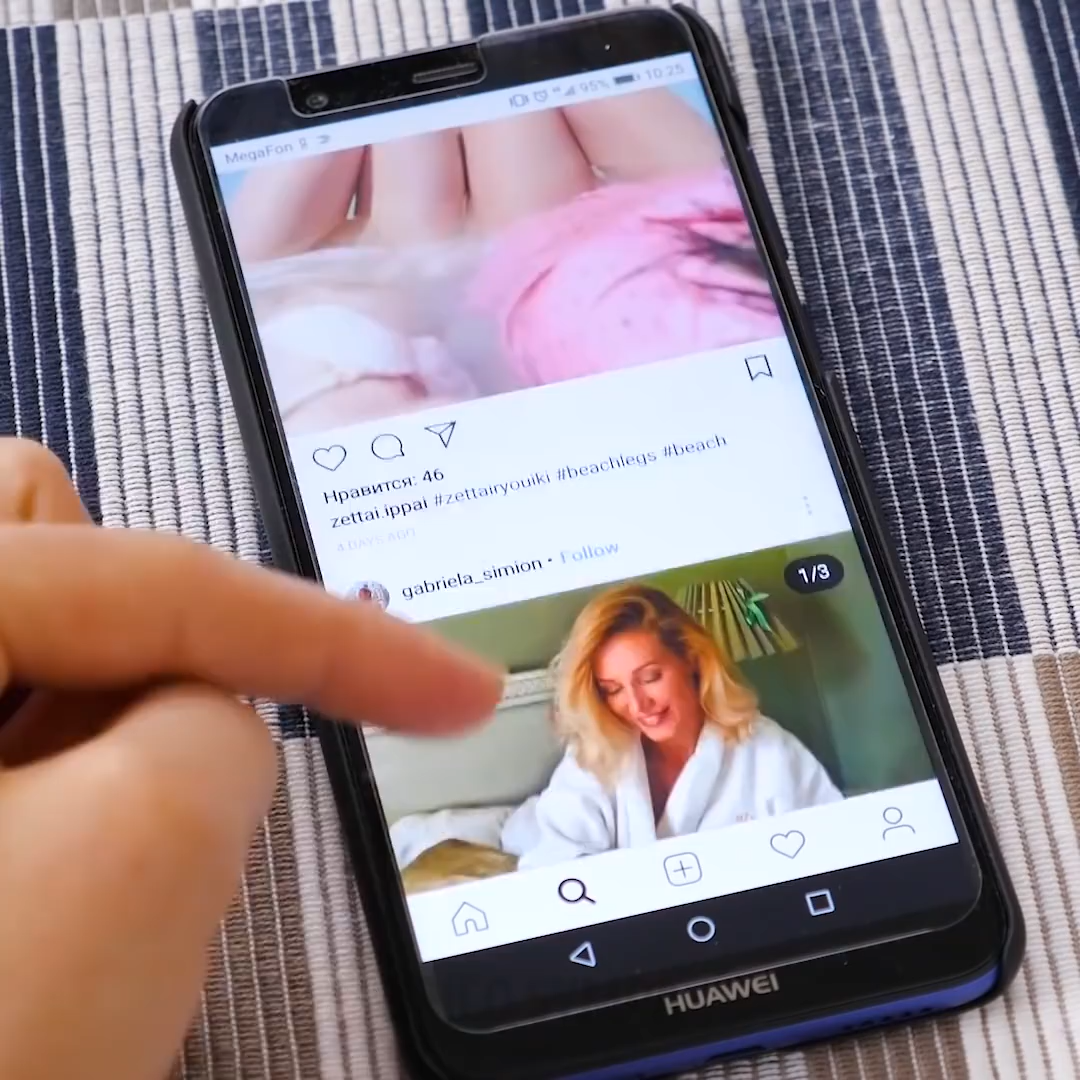 MegaFon
95% 10:25
Нравится: 46
zettai.ippai #zettairyouiki #beachlegs #beach
4 DAYS AGO
gabriela_simion • Follow
1/3
HUAWEI